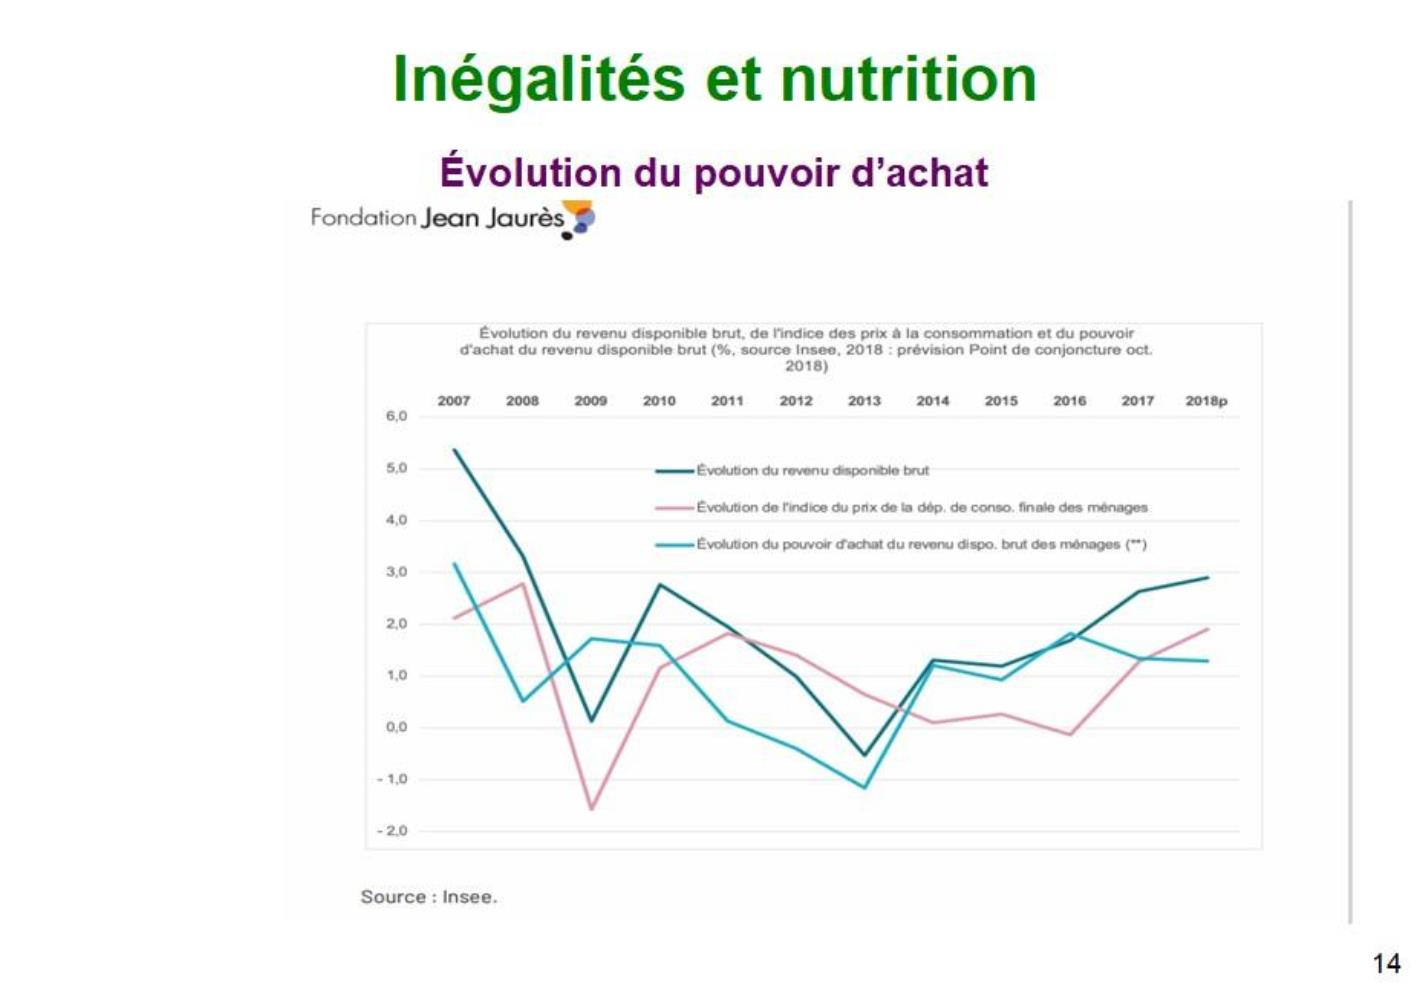 Inégalités et nutrition
Évolution du pouvoir d’achat
Fondation Jean Jaurès
Évolution du revenu disponible brut, de l'indice des prix à la consommation et du pouvoir
d'achat du revenu disponible brut (%, source Insee, 2018 : prévision Point de conjoncture oct.
2018)
2007 2008 2009 2010 2011 2012 2013 2014 2015 2016 2017 2018p
6,0
5,0
Évolution du revenu disponible brut
Évolution de l'indice du prix de la dép. de conso. finale des ménages
4,0
Évolution du pouvoir d'achat du revenu dispo. brut des ménages (**)
3,0
2,0
1,0
0,0
- 1,0
- 2,0
Source : Insee.
14